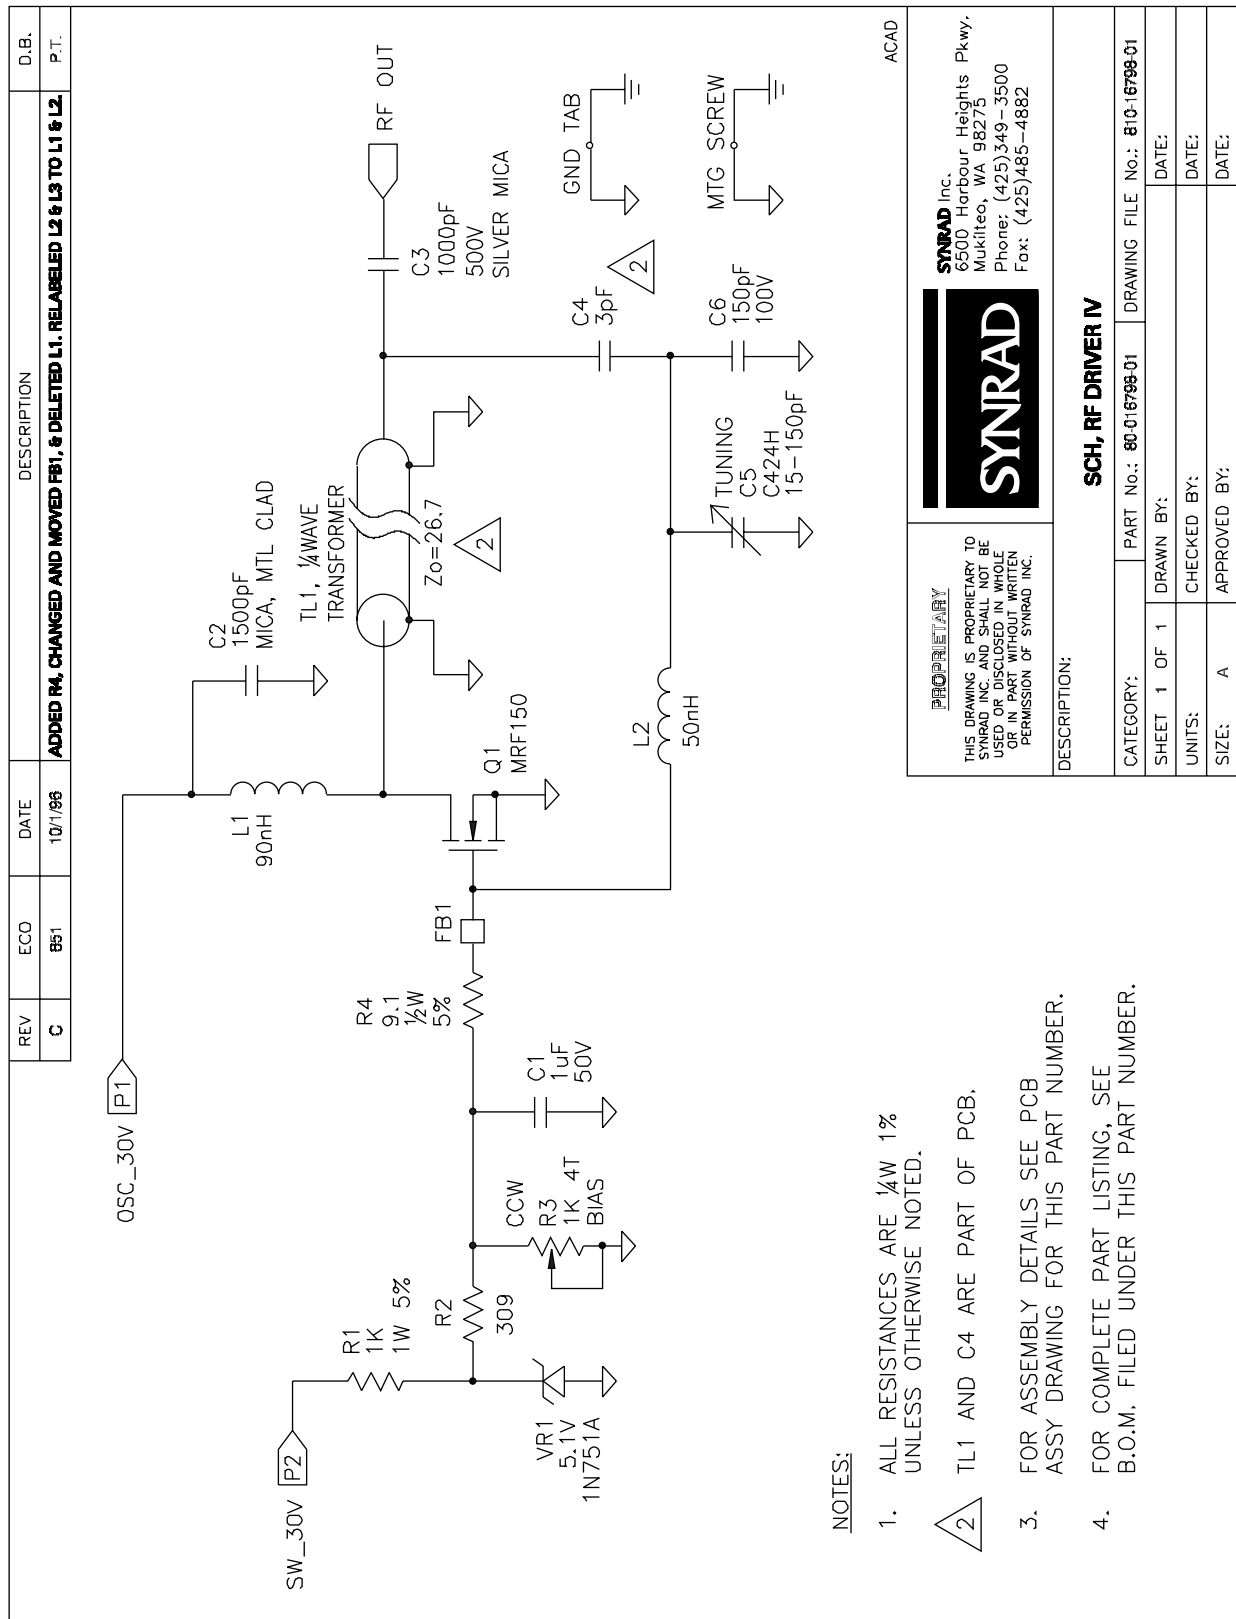 REV ECO DATE DESCRIPTION D.B.
C 851 10/1/96 ADDED R4, CHANGED AND MOVED FB1, & DELETED L1. RELABELED L2 & L3 TO L1 & L2. P.T.
OSC_30V P1
SW_30V P2
R1
1K
1W 5%
VR1
5.1V
1N751A
R2
309
CCW
R3
1K 4T
BIAS
C1
1uF
50V
R4
9.1
½W
5%
FB1
L1
90nH
C2
1500pF
MICA, MTL CLAD
Q1
MRF150
TL1, ¼WAVE
TRANSFORMER
Zo=26.7
2
L2
50nH
TUNING
C5
C424H
15-150pF
C4
3pF
2
C6
150pF
100V
C3
1000pF
500V
SILVER MICA
RF OUT
GND TAB
MTG SCREW
NOTES:
1. ALL RESISTANCES ARE ¼W 1%
UNLESS OTHERWISE NOTED.
2 TL1 AND C4 ARE PART OF PCB.
3. FOR ASSEMBLY DETAILS SEE PCB
ASSY DRAWING FOR THIS PART NUMBER.
4. FOR COMPLETE PART LISTING, SEE
B.O.M. FILED UNDER THIS PART NUMBER.
ACAD
PROPRIETARY
THIS DRAWING IS PROPRIETARY TO
SYNRAD INC. AND SHALL NOT BE
USED OR DISCLOSED IN WHOLE
OR IN PART WITHOUT WRITTEN
PERMISSION OF SYNRAD INC.
SYNRAD
SYNRAD Inc.
6500 Harbour Heights Pkwy.
Mukilteo, WA 98275
Phone: (425)349-3500
Fax: (425)485-4882
DESCRIPTION:
SCH, RF DRIVER IV
CATEGORY: PART No.: 80-016798-01 DRAWING FILE No.: 810-16798-01
SHEET 1 OF 1 DRAWN BY: DATE:
UNITS: CHECKED BY: DATE:
SIZE: A APPROVED BY: DATE: